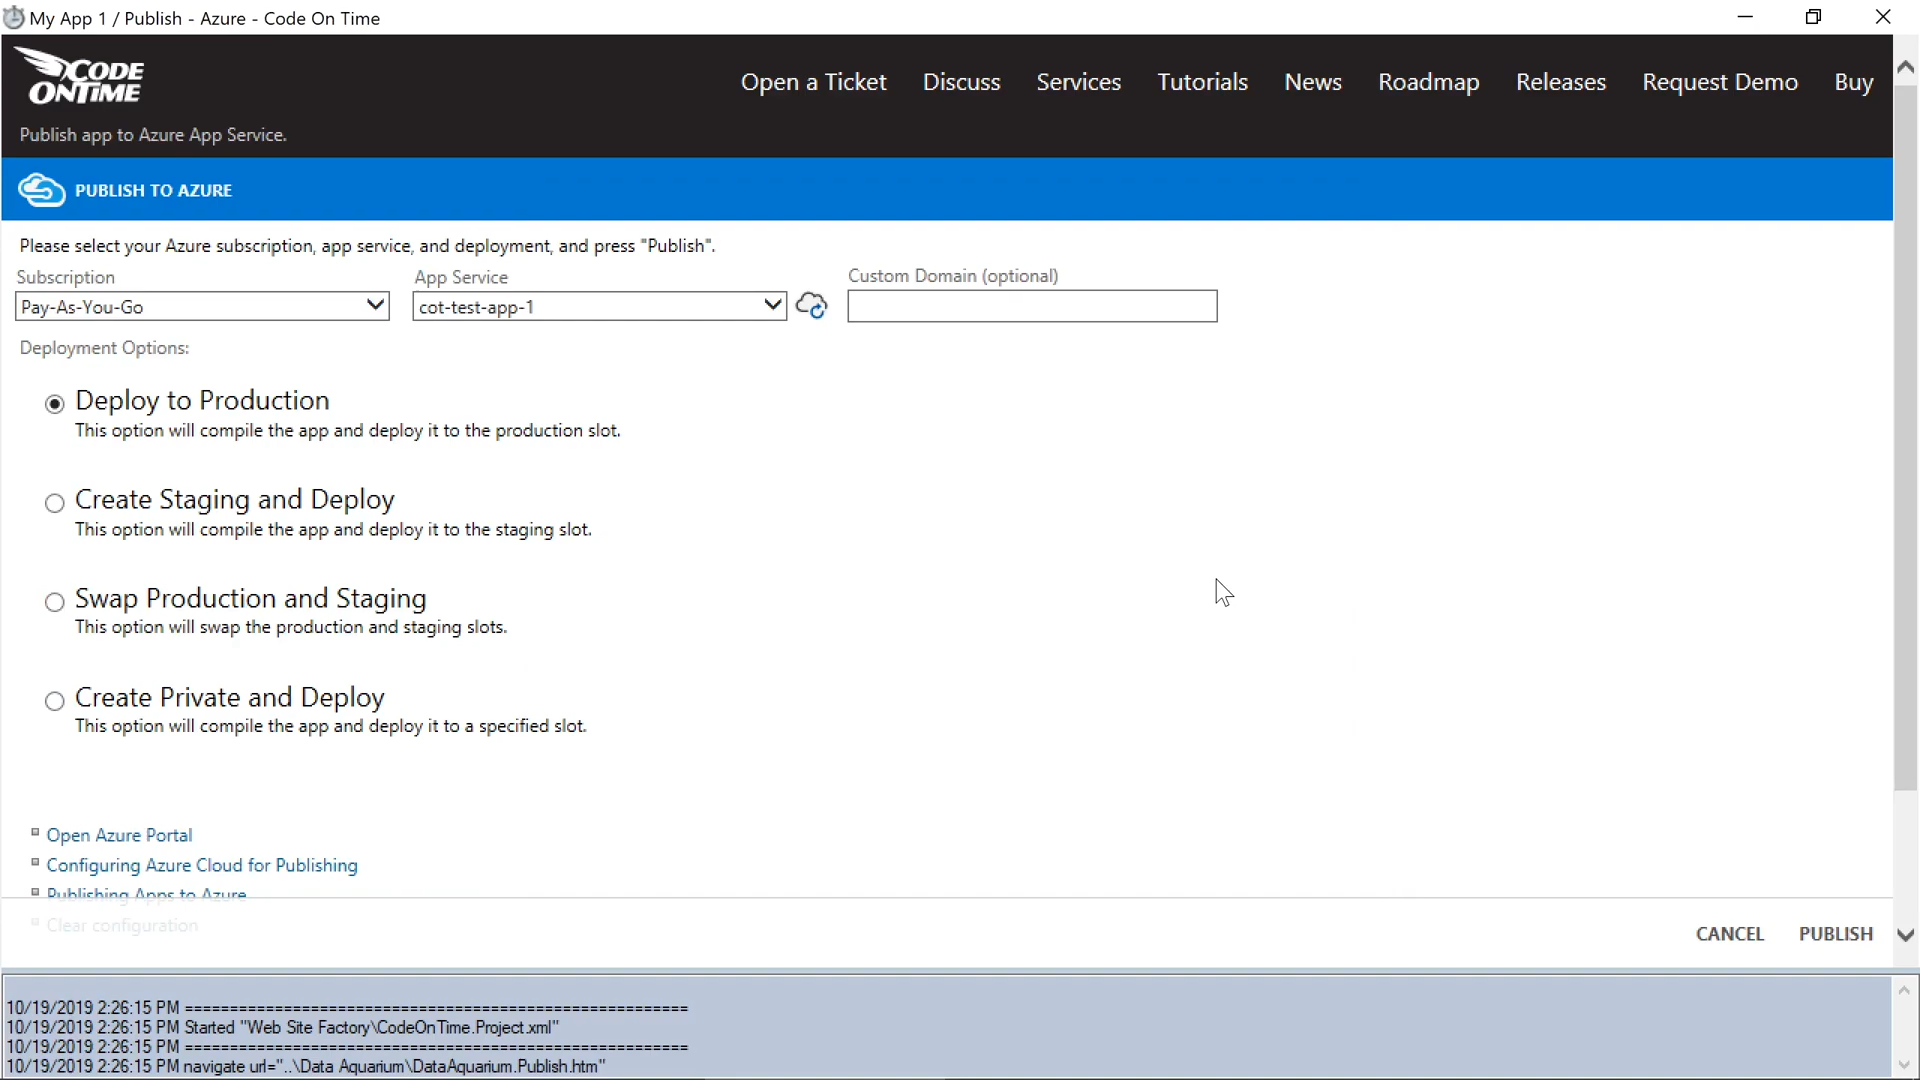 My App 1 / Publish - Azure - Code On Time
CODE
ONTIME
Open a Ticket Discuss Services Tutorials News Roadmap Releases Request Demo Buy
Publish app to Azure App Service.
PUBLISH TO AZURE
Please select your Azure subscription, app service, and deployment, and press "Publish".
Subscription App Service Custom Domain (optional)
Pay-As-You-Go cot-test-app-1
Deployment Options:
Deploy to Production
This option will compile the app and deploy it to the production slot.
Create Staging and Deploy
This option will compile the app and deploy it to the staging slot.
Swap Production and Staging
This option will swap the production and staging slots.
Create Private and Deploy
This option will compile the app and deploy it to a specified slot.
Open Azure Portal
Configuring Azure Cloud for Publishing
Publishing Apps to Azure
Clear configuration
CANCEL PUBLISH
10/19/2019 2:26:15 PM ========================================================
10/19/2019 2:26:15 PM Started "Web Site Factory\CodeOnTime.Project.xml"
10/19/2019 2:26:15 PM ========================================================
10/19/2019 2:26:15 PM navigate url="..\Data Aquarium\DataAquarium.Publish.htm"